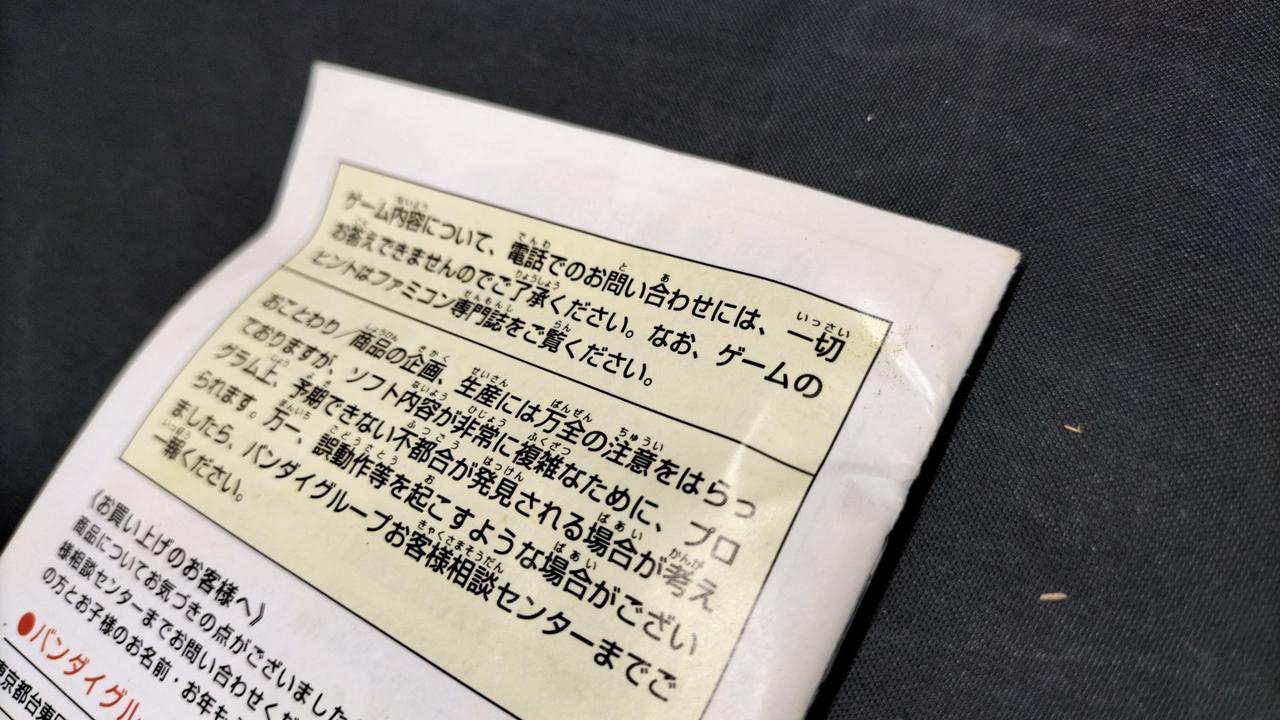 ゲーム内容について、電話でのお問い合わせには、一切
お答えできませんのでご了承ください。なお、ゲームの
ヒントはファミコン専門誌をご覧ください。
おことわり/商品の企画、生産には万全の注意をはらっ
ておりますが、ソフト内容が非常に複雑なために、プロ
グラム上、予期できない不都合が発見される場合が考え
られます。万一、誤動作等を起こすような場合がござい
ましたら、バンダイグループお客様相談センターまでご
一報ください。
《お買い上げのお客様へ》
商品についてお気づきの点がございました
様相談センターまでお問い合わせくだ
の方とお子様のお名前・お年も
●バンダイグル
東京都台東区